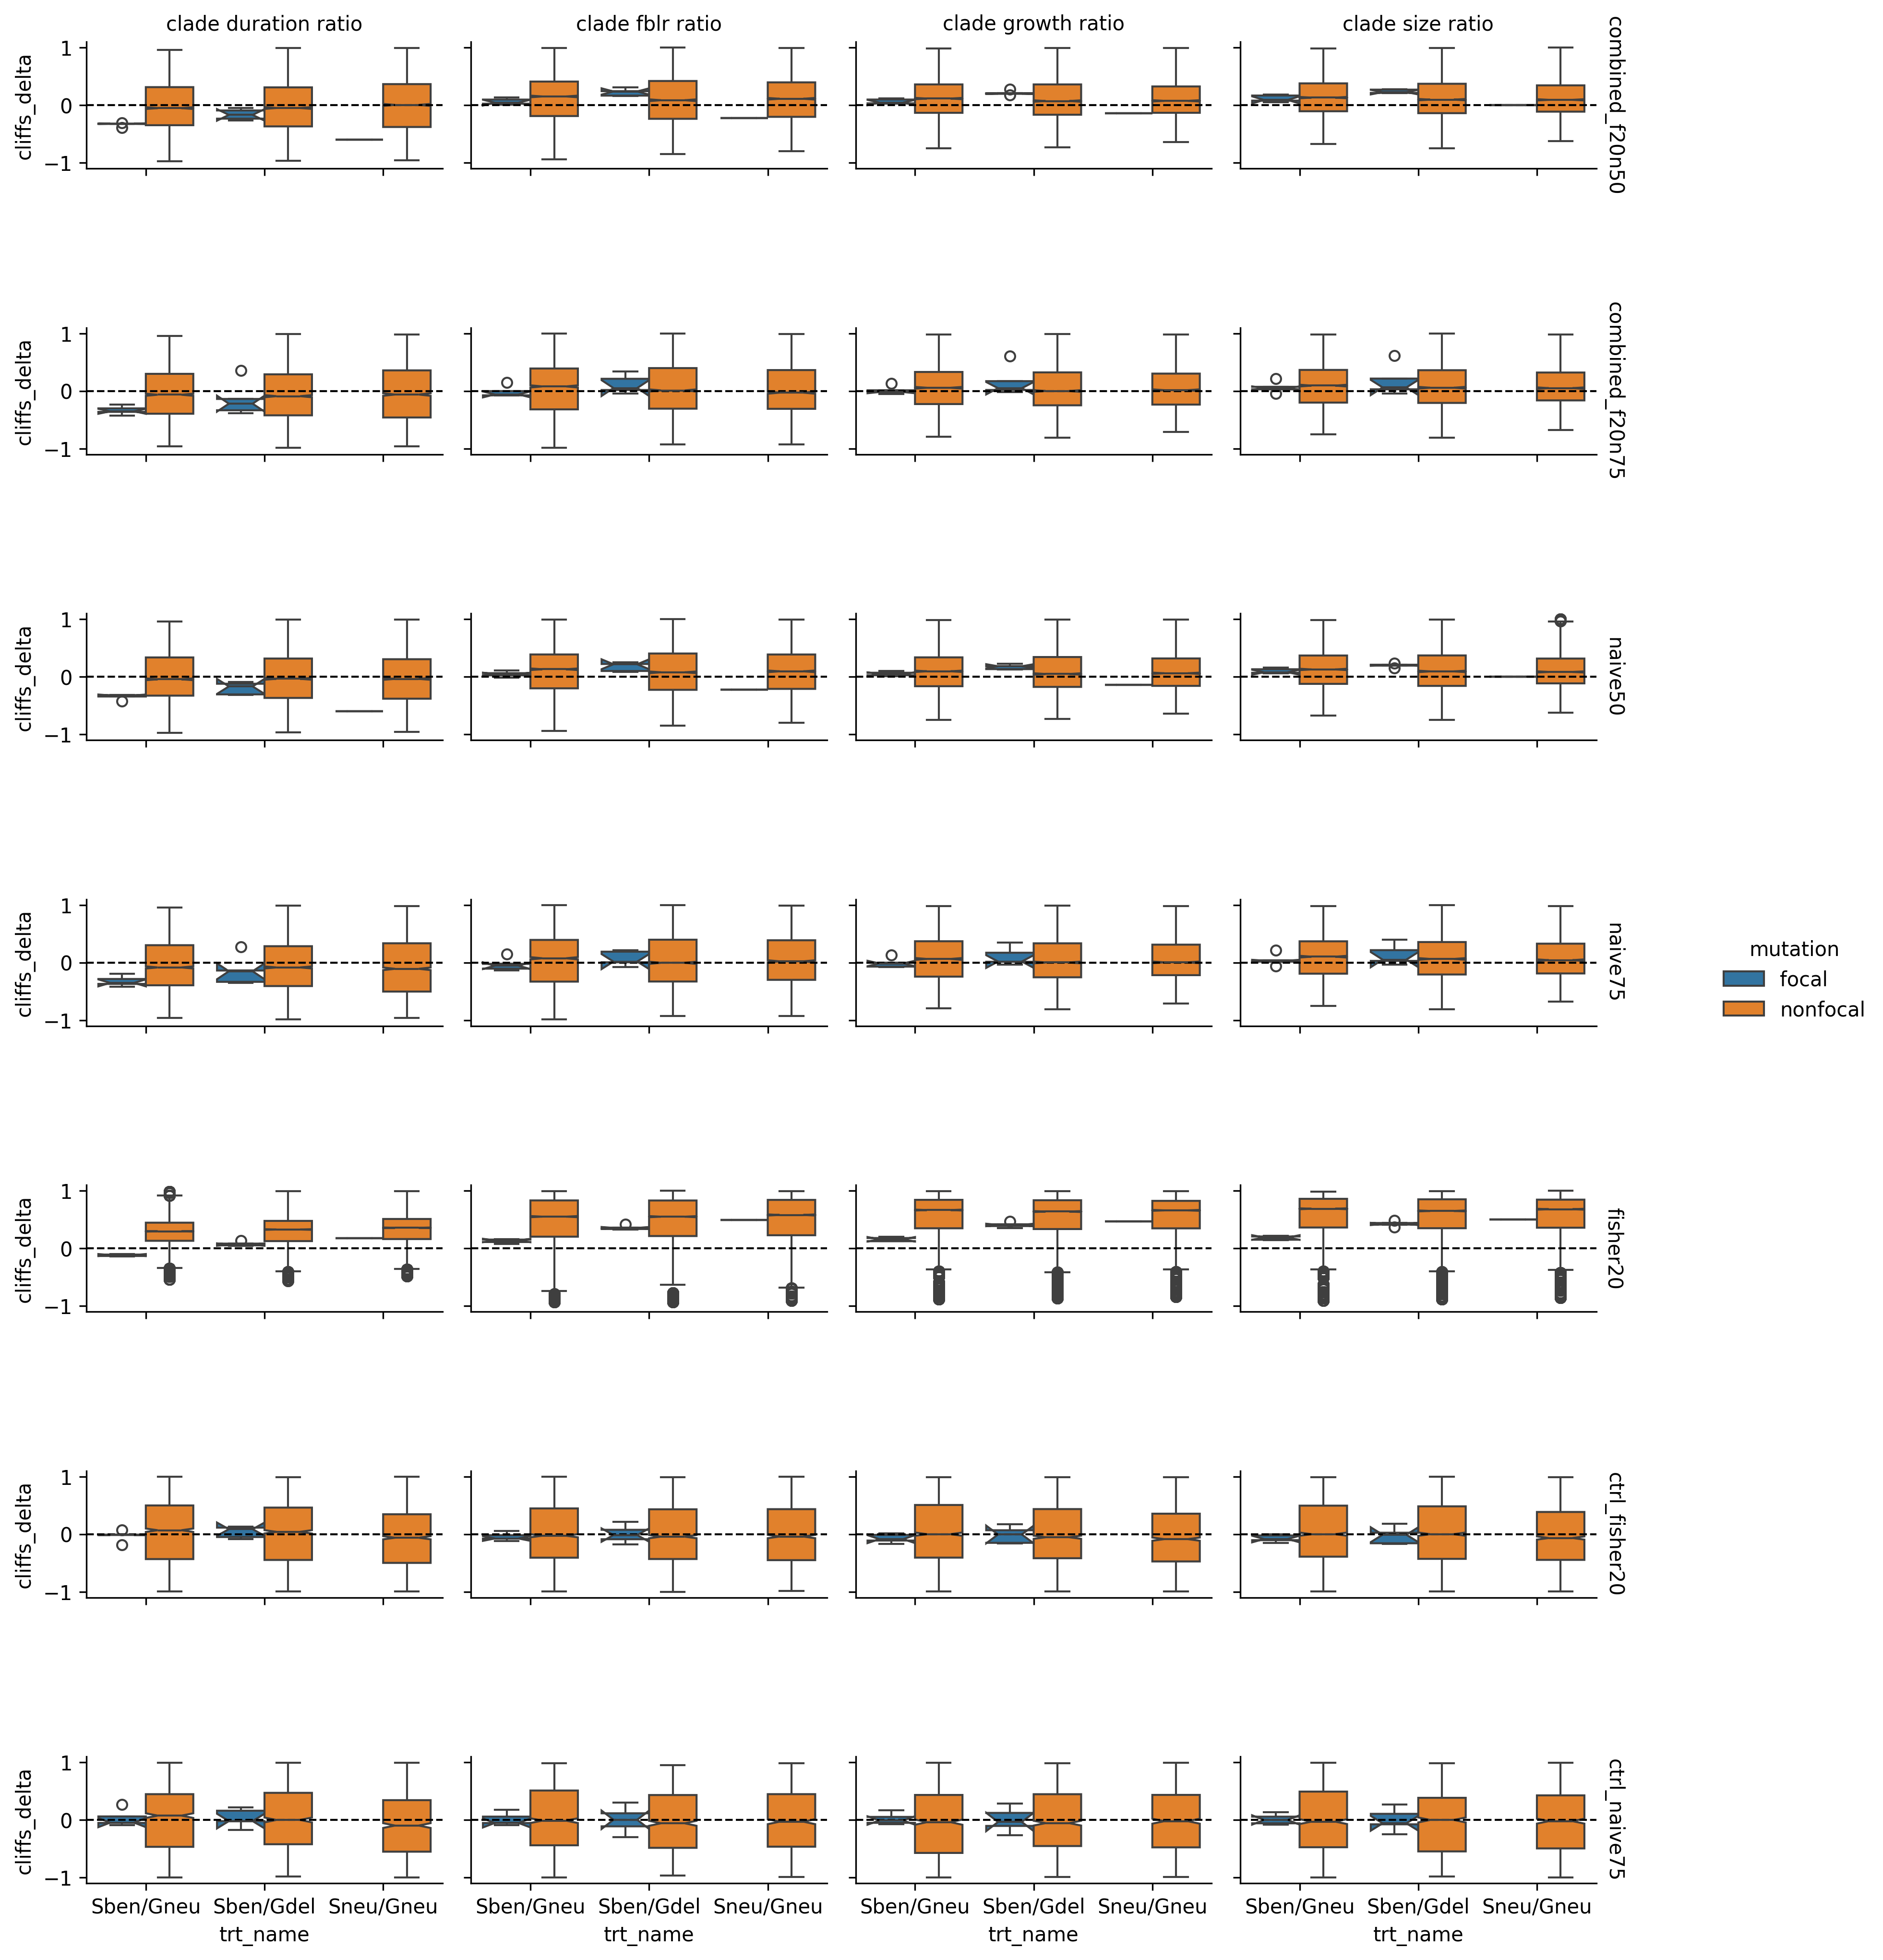 clade duration ratio
clade fblr ratio
clade growth ratio
clade size ratio
cliffs_delta
1
0
−1
combined_f20n50
cliffs_delta
1
0
−1
combined_f20n75
cliffs_delta
1
0
−1
naive50
cliffs_delta
1
0
−1
naive75
mutation
focal
nonfocal
cliffs_delta
1
0
−1
fisher20
cliffs_delta
1
0
−1
ctrl_fisher20
cliffs_delta
1
0
−1
ctrl_naive75
Sben/Gneu Sben/Gdel Sneu/Gneu
trt_name
Sben/Gneu Sben/Gdel Sneu/Gneu
trt_name
Sben/Gneu Sben/Gdel Sneu/Gneu
trt_name
Sben/Gneu Sben/Gdel Sneu/Gneu
trt_name